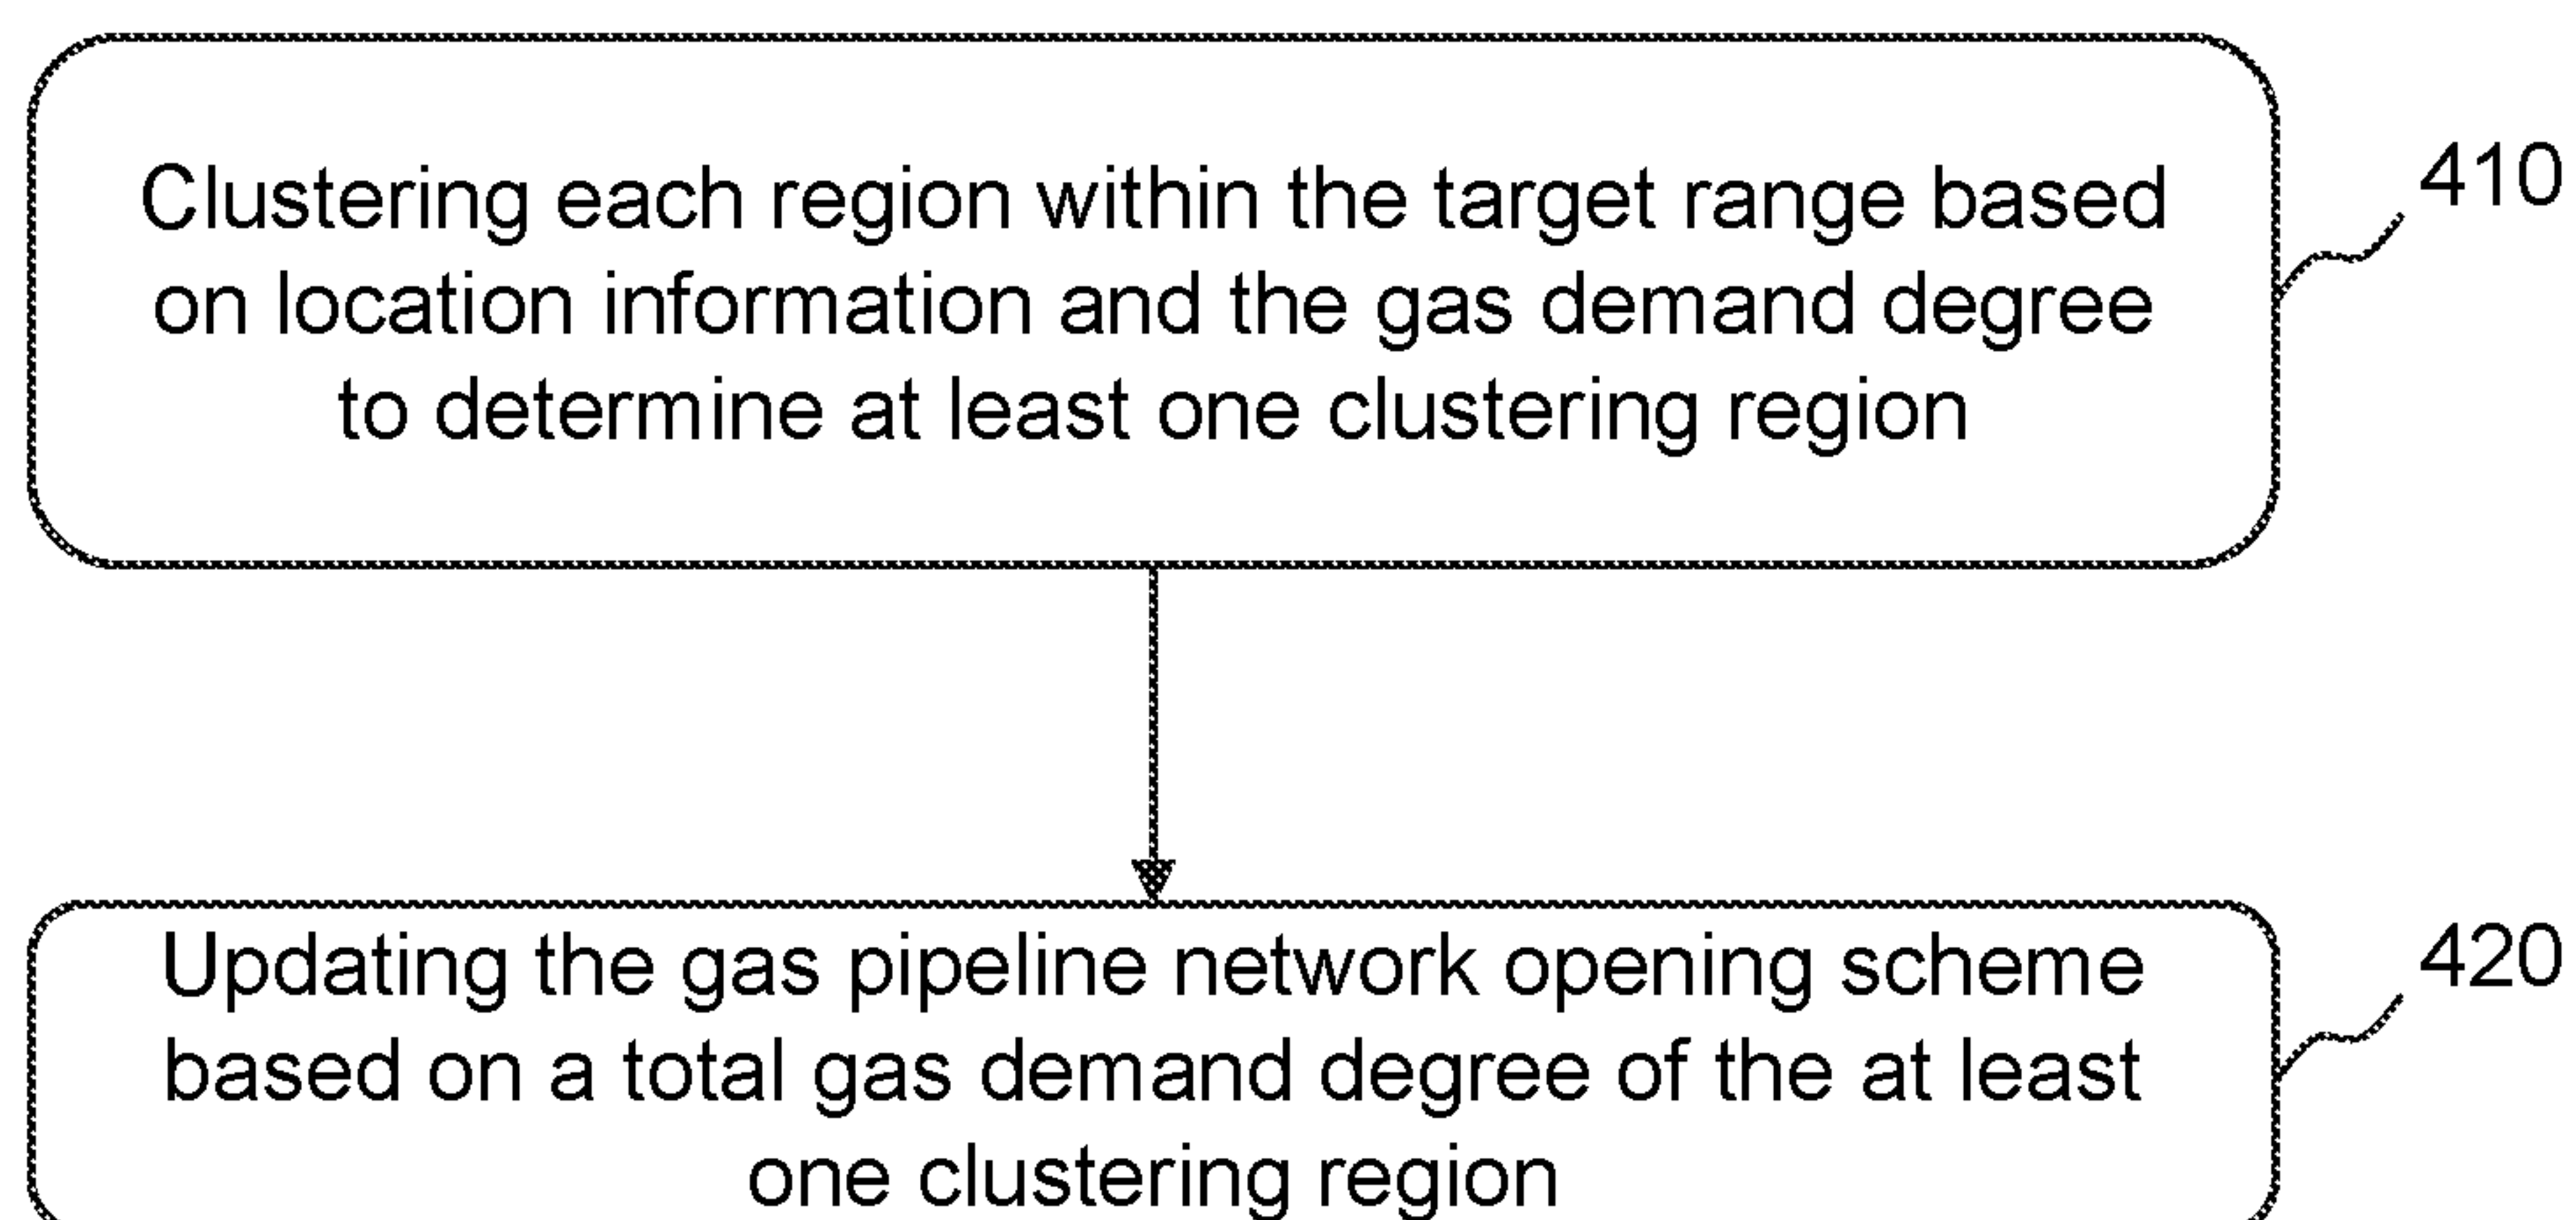 Clustering each region within the target range based
on location information and the gas demand degree
to determine at least one clustering region
410
Updating the gas pipeline network opening scheme
based on a total gas demand degree of the at least
one clustering region
420